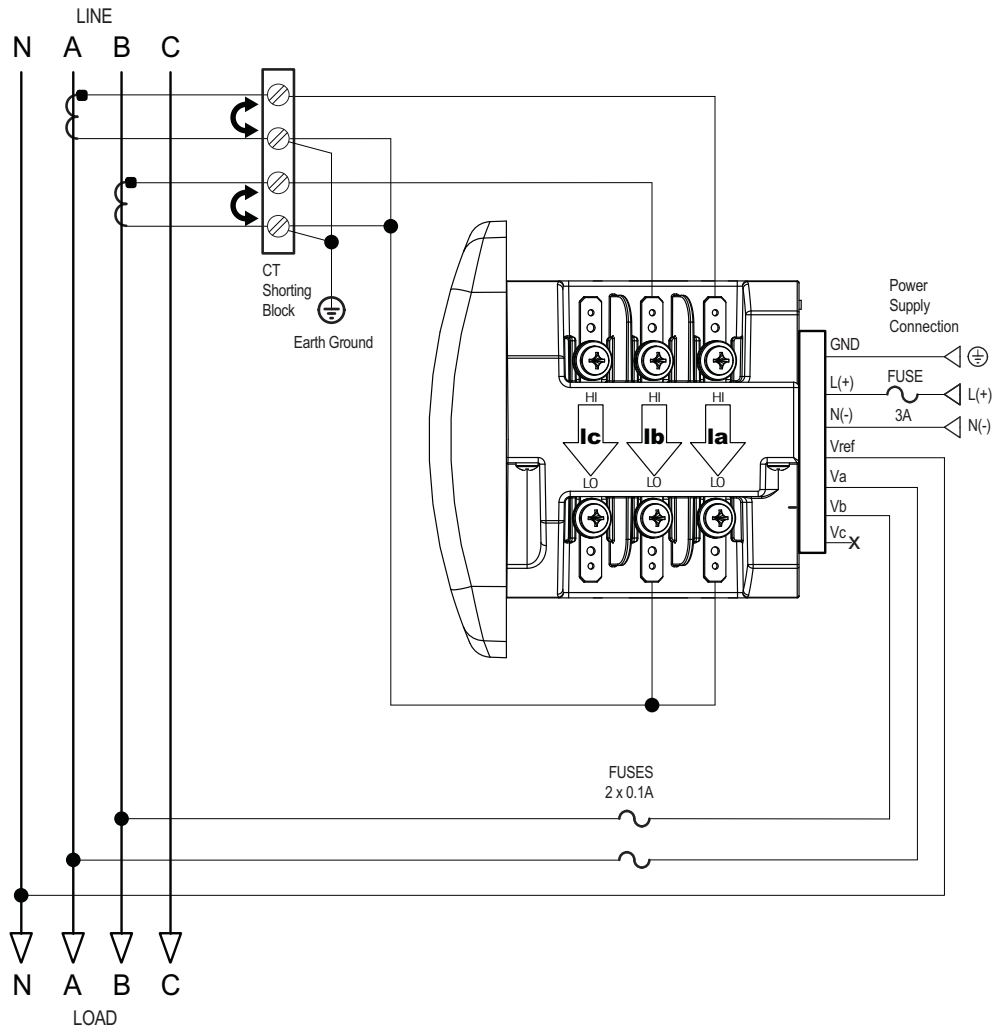 LINE
N A B C
CT
Shorting
Block
Earth Ground
Power
Supply
Connection
GND
L(+)
FUSE
L(+)
N(-)
3A
N(-)
Vref
Va
Vb
Vc x
HI HI HI
Ic Ib Ia
LO LO LO
FUSES
2 x 0.1A
N A B C
LOAD